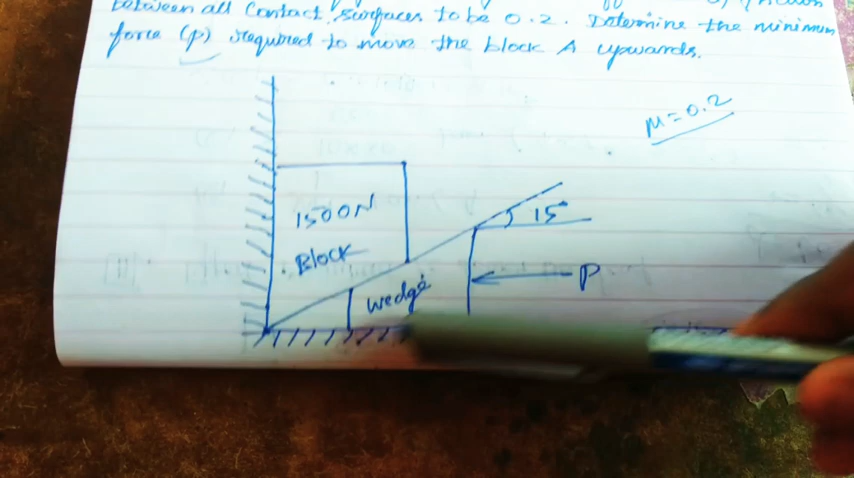 between all Contact surfaces to be 0.2. Determine the minimum
force (p) required to move the block A upwards.
μ=0.2
1500N
Block
15°
wedge
P